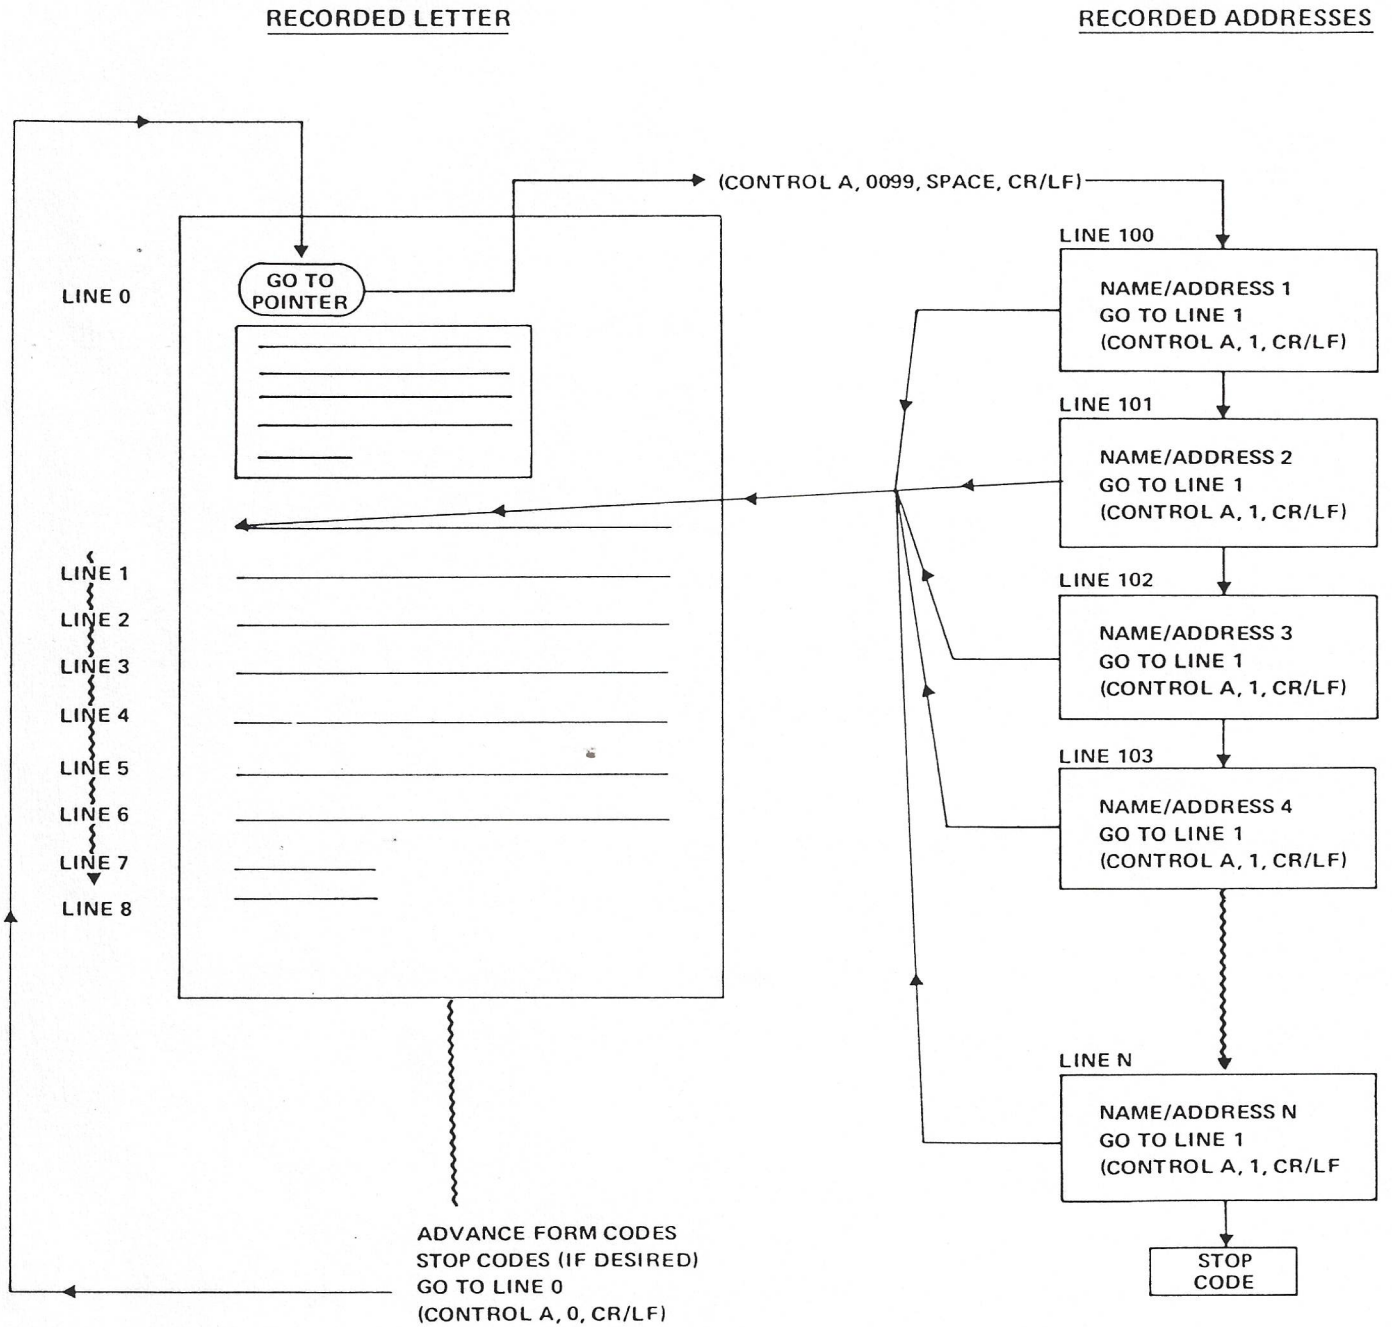 RECORDED LETTER
RECORDED ADDRESSES
(CONTROL A, 0099, SPACE, CR/LF)
GO TO
POINTER
LINE 0
LINE 1
LINE 2
LINE 3
LINE 4
LINE 5
LINE 6
LINE 7
LINE 8
ADVANCE FORM CODES
STOP CODES (IF DESIRED)
GO TO LINE 0
(CONTROL A, 0, CR/LF)
LINE 100
NAME/ADDRESS 1
GO TO LINE 1
(CONTROL A, 1, CR/LF)
LINE 101
NAME/ADDRESS 2
GO TO LINE 1
(CONTROL A, 1, CR/LF)
LINE 102
NAME/ADDRESS 3
GO TO LINE 1
(CONTROL A, 1, CR/LF)
LINE 103
NAME/ADDRESS 4
GO TO LINE 1
(CONTROL A, 1, CR/LF)
LINE N
NAME/ADDRESS N
GO TO LINE 1
(CONTROL A, 1, CR/LF
STOP
CODE